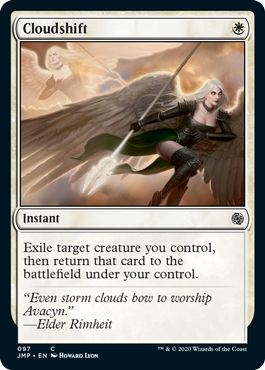 Cloudshift
Instant
Exile target creature you control,
then return that card to the
battlefield under your control.
“Even storm clouds bow to worship
Avacyn.”
—Elder Rimheit
097 C
JMP • EN Howard Lyon
™ & © 2020 Wizards of the Coast